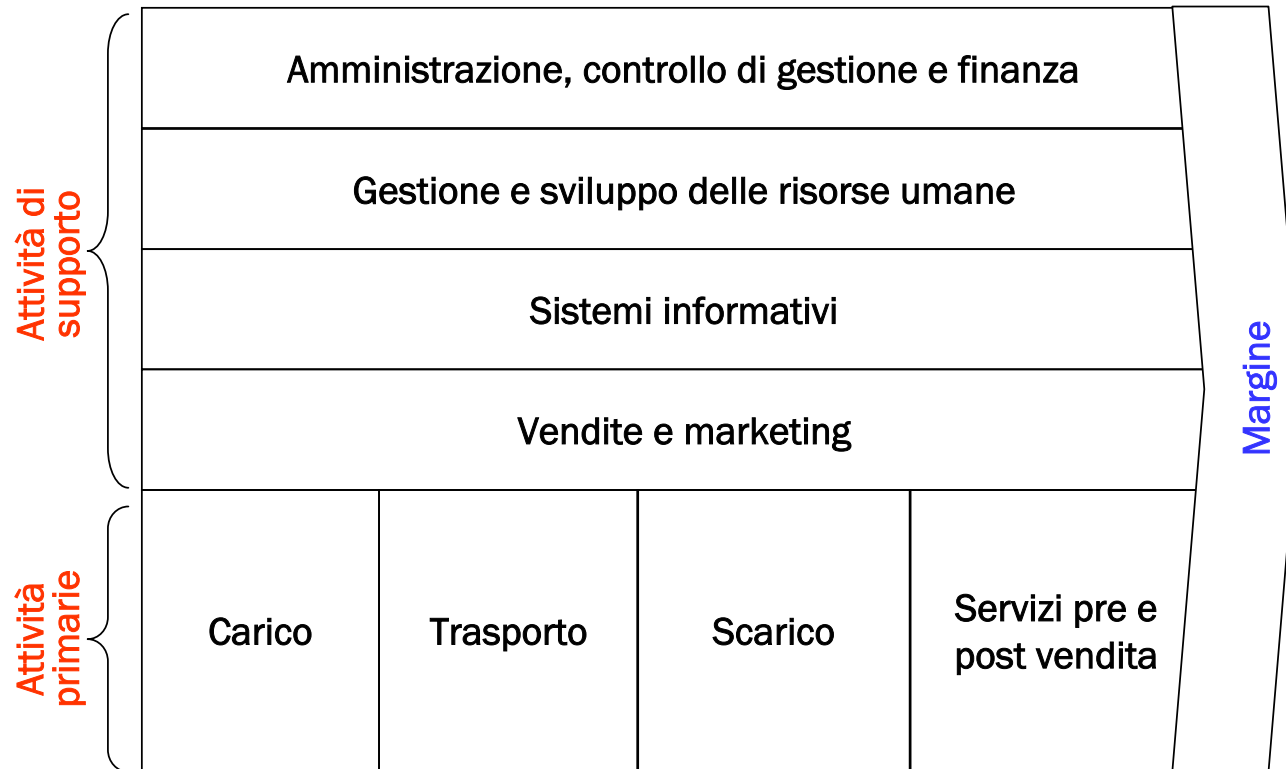 Attività di
supporto
Amministrazione, controllo di gestione e finanza
Gestione e sviluppo delle risorse umane
Sistemi informativi
Vendite e marketing
Attività
primarie
Carico
Trasporto
Scarico
Servizi pre e
post vendita
Margine